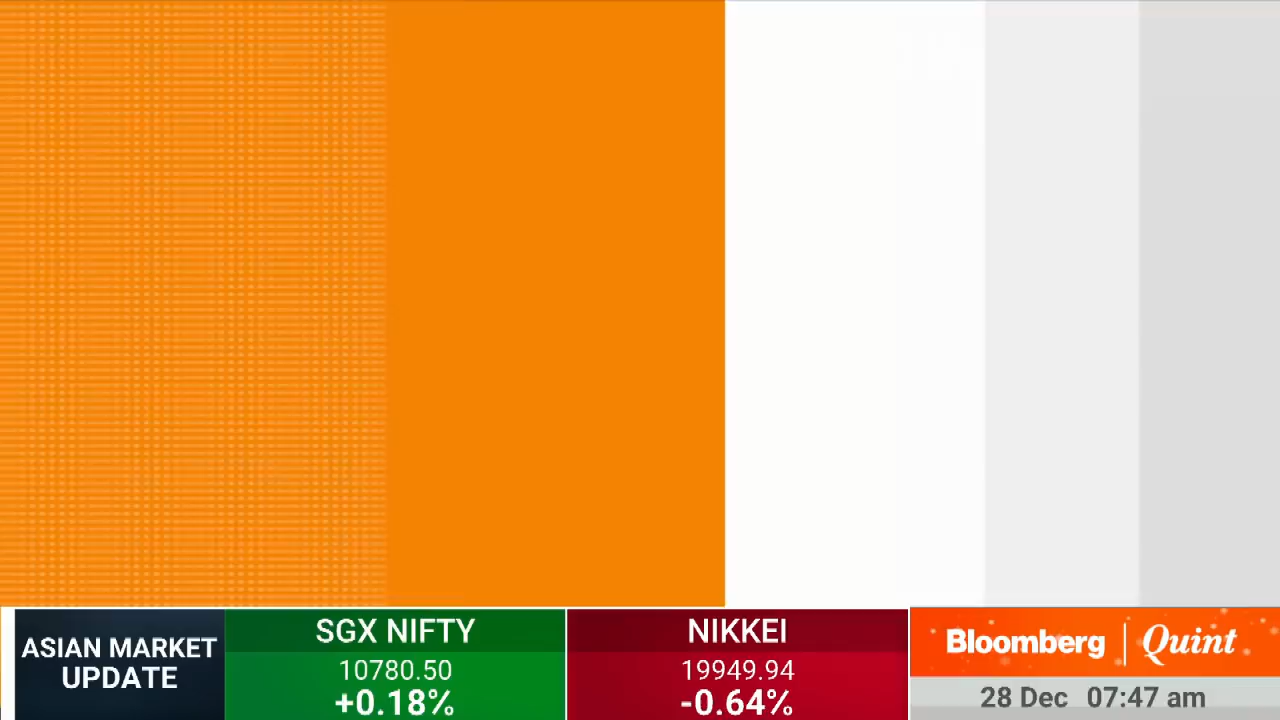 ASIAN MARKET
UPDATE
SGX NIFTY
10780.50
+0.18%
NIKKEI
19949.94
-0.64%
Bloomberg | Quint
28 Dec 07:47 am